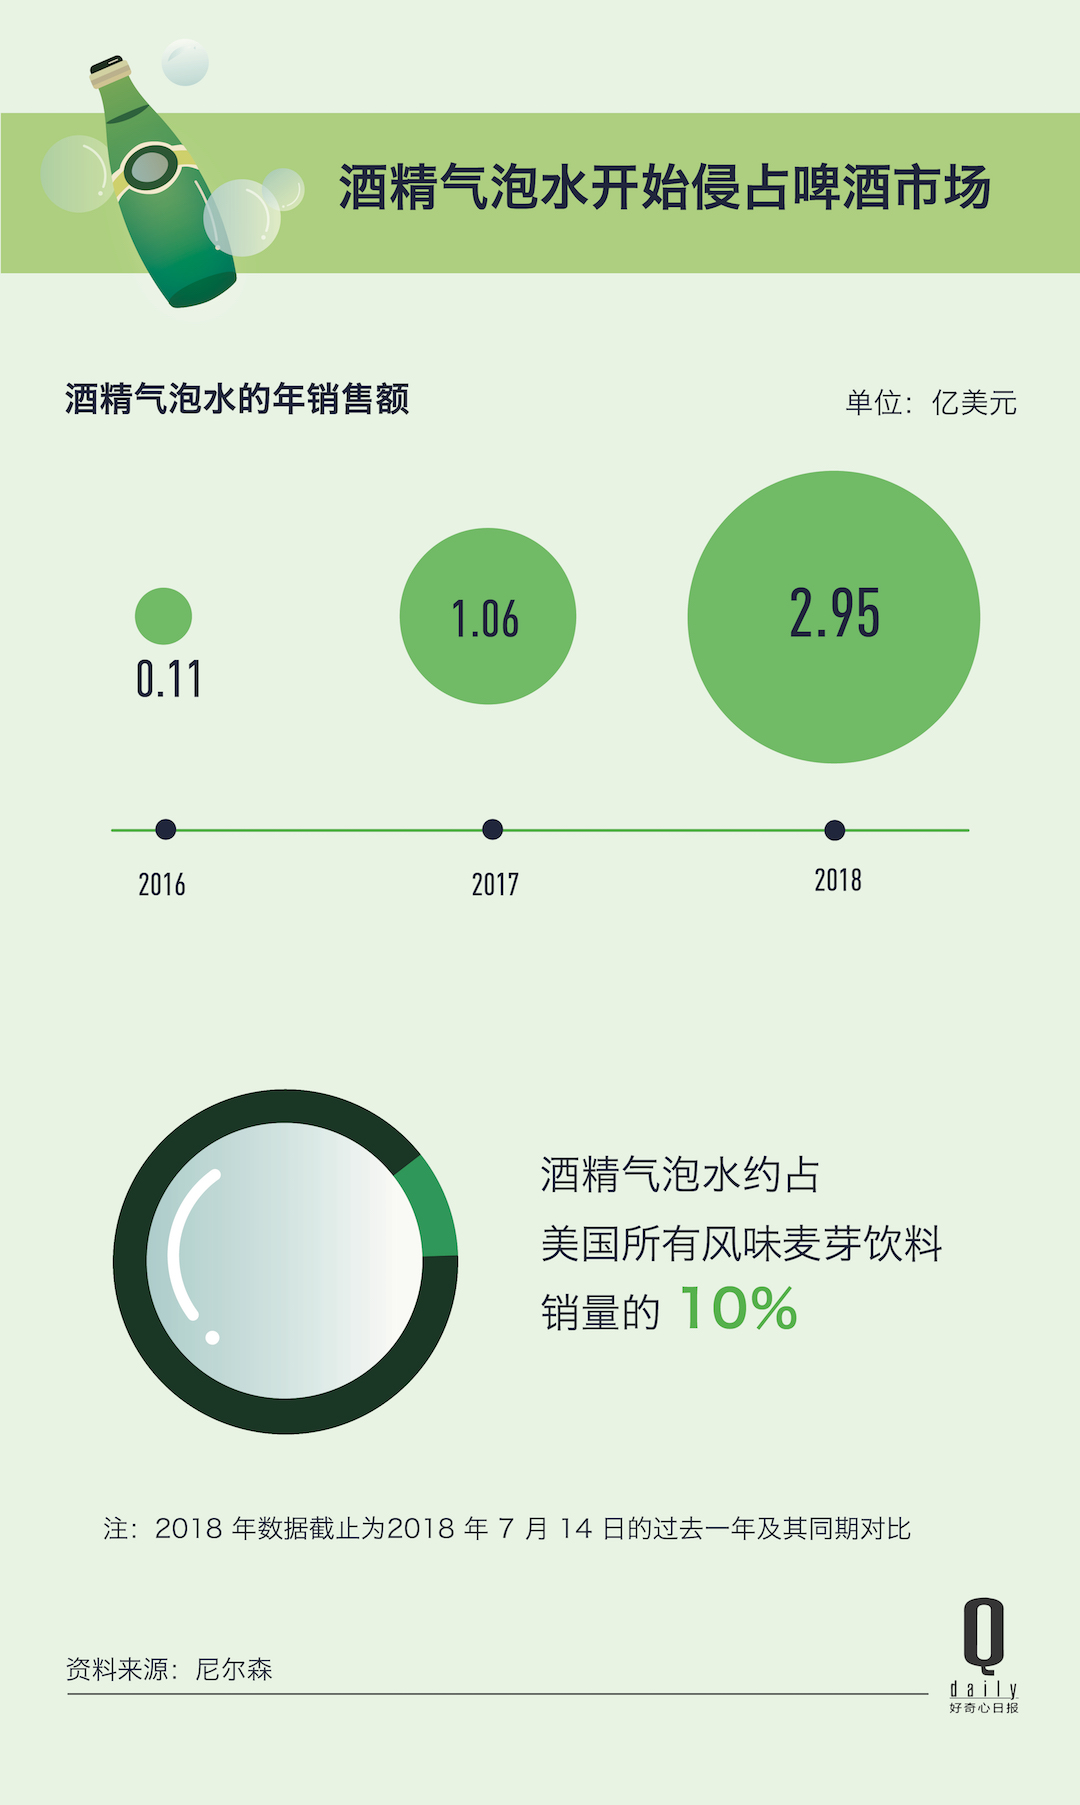 酒精气泡水开始侵占啤酒市场
酒精气泡水的年销售额
单位：亿美元
0.11
1.06
2.95
2016
2017
2018
酒精气泡水约占
美国所有风味麦芽饮料
销量的 10%
注：2018 年数据截止为2018 年 7 月 14 日的过去一年及其同期对比
资料来源：尼尔森
Q
daily
好奇心日报